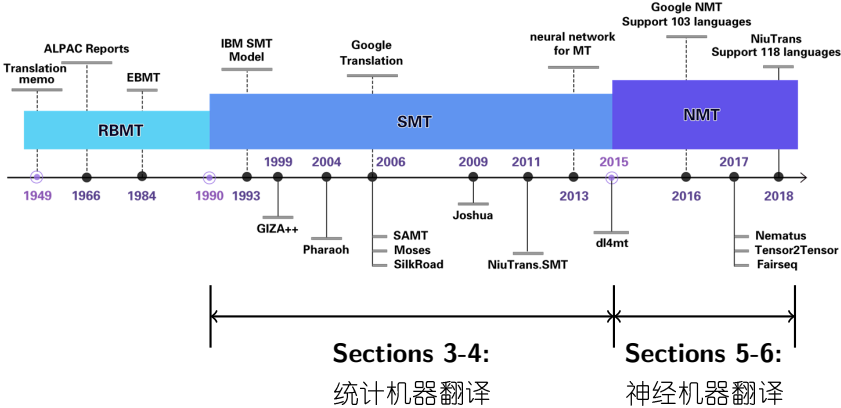 Google NMT
Support 103 languages
ALPAC Reports
IBM SMT
Model
Google
Translation
neural network
for MT
NiuTrans
Support 118 languages
Translation
memo
EBMT
RBMT
SMT
NMT
1999
2004
2006
2009
2011
2015
2017
1949
1966
1984
1990
1993
2013
2016
2018
GIZA++
Pharaoh
SAMT
Moses
SilkRoad
Joshua
NiuTrans.SMT
dl4mt
Nematus
Tensor2Tensor
Fairseq
Sections 3-4:
统计机器翻译
Sections 5-6:
神经机器翻译